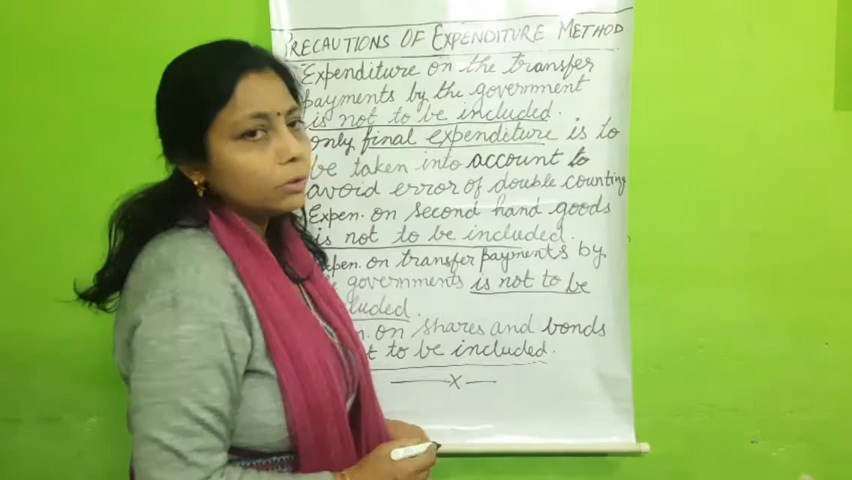 PRECAUTIONS OF EXPENDITURE METHOD
Expenditure on the transfer
payments by the government
is not to be included.
only final expenditure is to
be taken into account to
avoid error of double counting
Expen. on second hand goods
is not to be included.
on transfer payments by
governments is not to be
on shares and bonds
to be included.
x